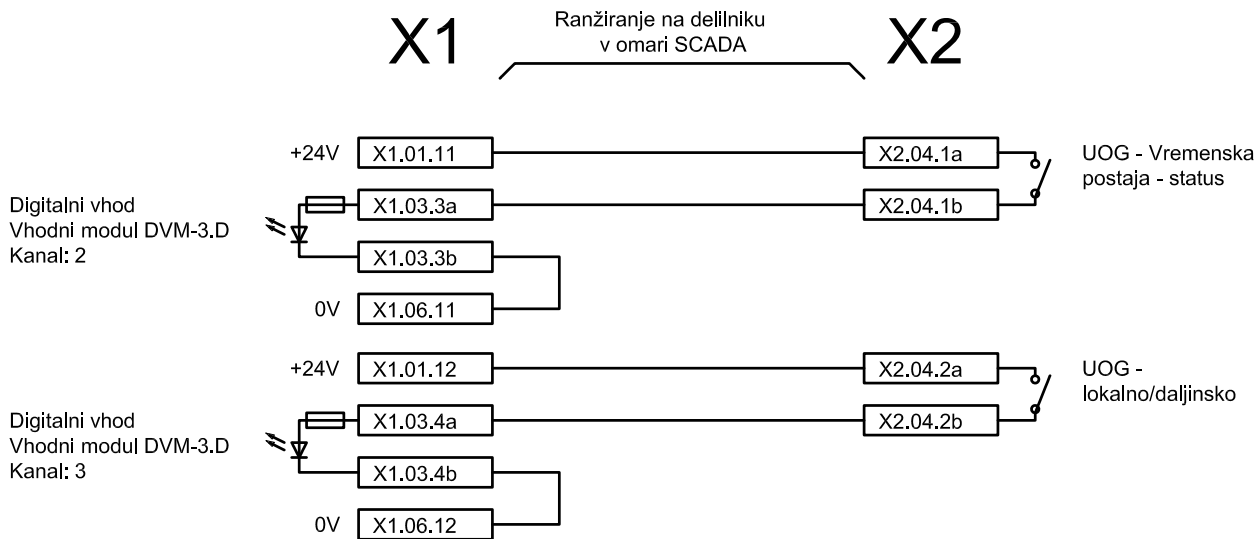 X1
Ranžiranje na delilniku
v omari SCADA
X2
+24V
X1.01.11
X2.04.1a
UOG - Vremenska
postaja - status
Digitalni vhod
Vhodni modul DVM-3.D
Kanal: 2
X1.03.3a
X2.04.1b
X1.03.3b
0V
X1.06.11
+24V
X1.01.12
X2.04.2a
UOG -
lokalno/daljinsko
Digitalni vhod
Vhodni modul DVM-3.D
Kanal: 3
X1.03.4a
X2.04.2b
X1.03.4b
0V
X1.06.12